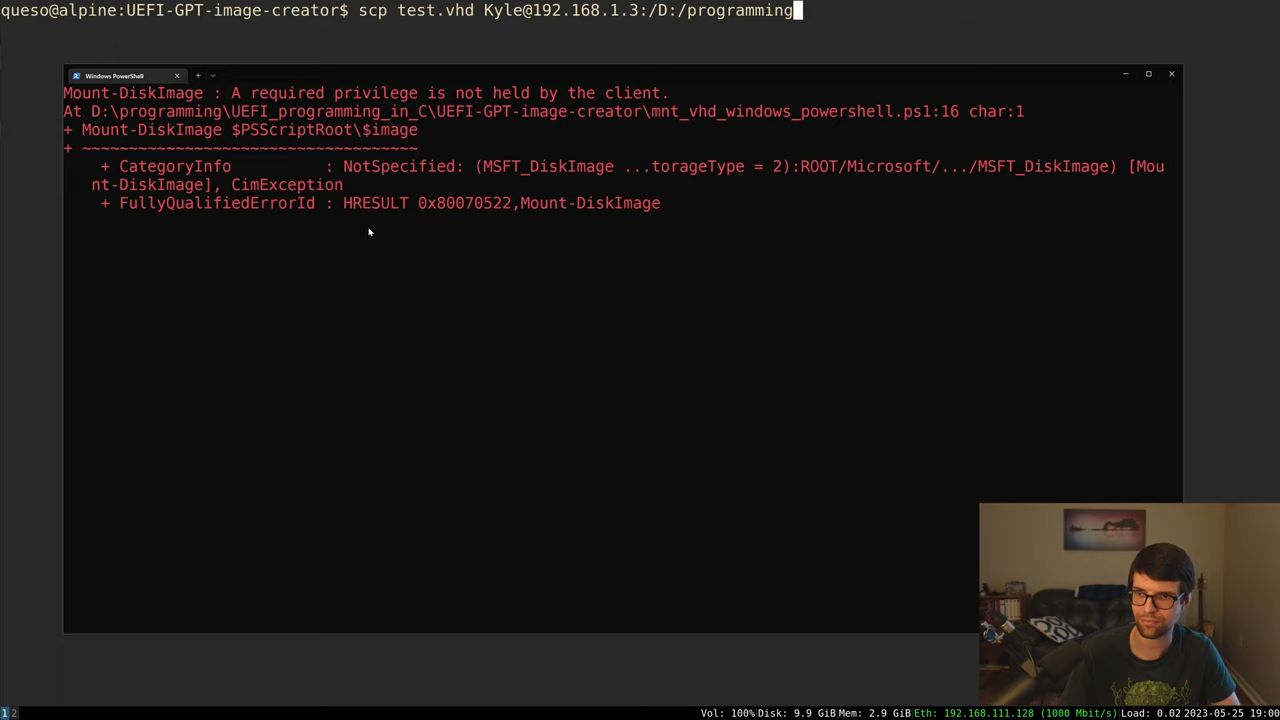 queso@alpine:UEFI-GPT-image-creator$ scp test.vhd Kyle@192.168.1.3:/D:/programming
Windows PowerShell
Mount-DiskImage : A required privilege is not held by the client.
At D:\programming\UEFI_programming_in_C\UEFI-GPT-image-creator\mnt_vhd_windows_powershell.ps1:16 char:1
+ Mount-DiskImage $PSScriptRoot\$image
+ ~~~~~~~~~~~~~~~~~~~~~~~~~~~~~~~~~~~~
+ CategoryInfo          : NotSpecified: (MSFT_DiskImage ...torageType = 2):ROOT/Microsoft/.../MSFT_DiskImage) [Mou
nt-DiskImage], CimException
+ FullyQualifiedErrorId : HRESULT 0x80070522,Mount-DiskImage
1 2 Vol: 100% Disk: 9.9 GiB Mem: 2.9 GiB Eth: 192.168.111.128 (1000 Mbit/s) Load: 0.02 2023-05-25 19:00